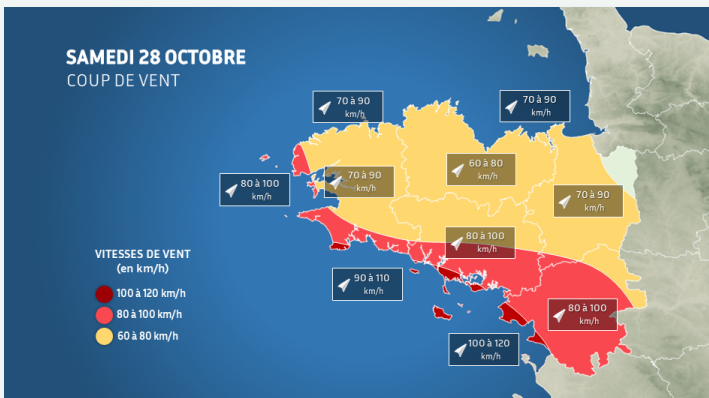 SAMEDI 28 OCTOBRE
COUP DE VENT
70 à 90
km/h
70 à 90
km/h
60 à 80
km/h
80 à 100
km/h
70 à 90
km/h
70 à 90
km/h
80 à 100
km/h
90 à 110
km/h
80 à 100
km/h
100 à 120
km/h
VITESSES DE VENT
(en km/h)
100 à 120 km/h
80 à 100 km/h
60 à 80 km/h